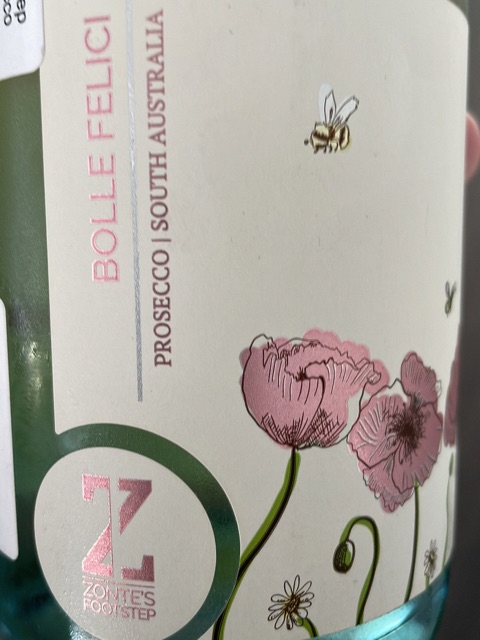 BOLLE FELICI
PROSECCO | SOUTH AUSTRALIA
ZONTE'S
FOOTSTEP